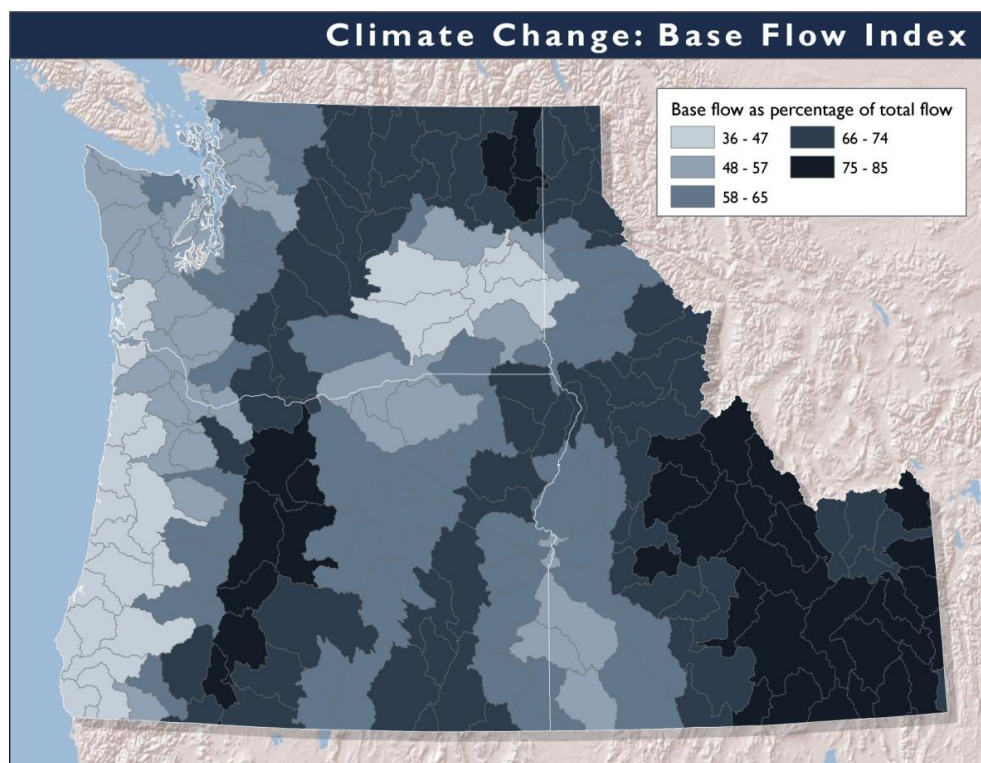 Climate Change: Base Flow Index
Base flow as percentage of total flow
36 - 47
48 - 57
58 - 65
66 - 74
75 - 85